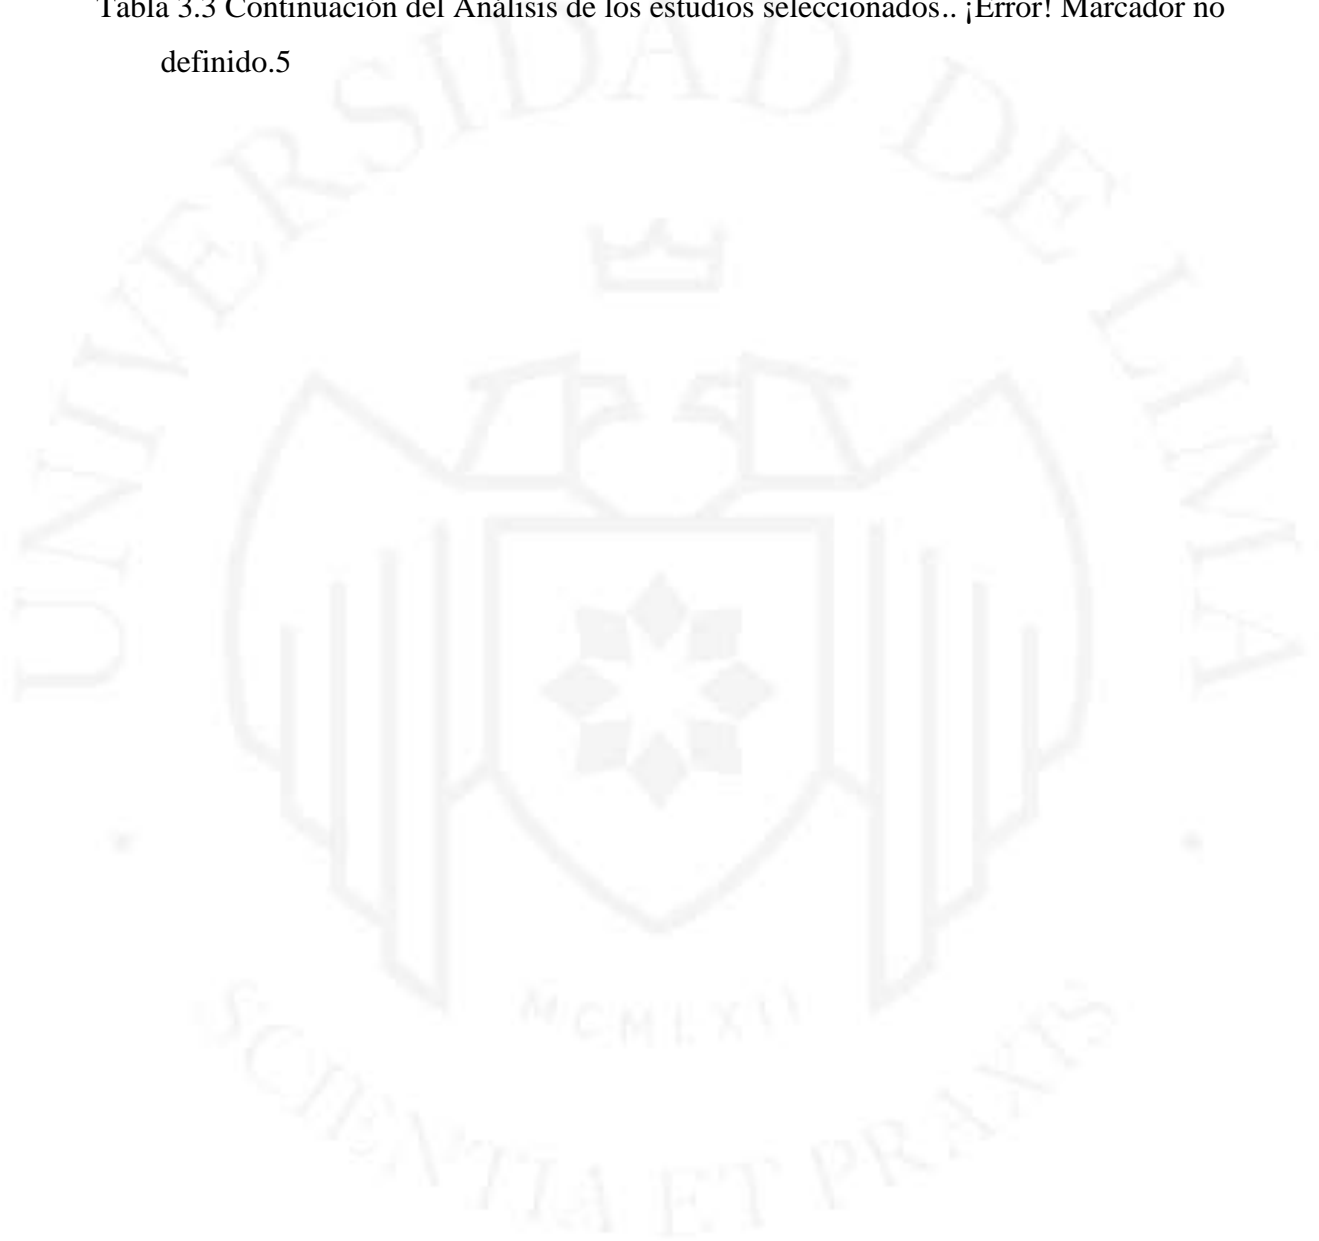 Tabla 3.3 Continuación del Análisis de los estudios seleccionados.. ¡Error! Marcador no
definido.5
UNIVERSIDAD DE LIMA
MCMLXII
SCIENTIA ET PRAXIS